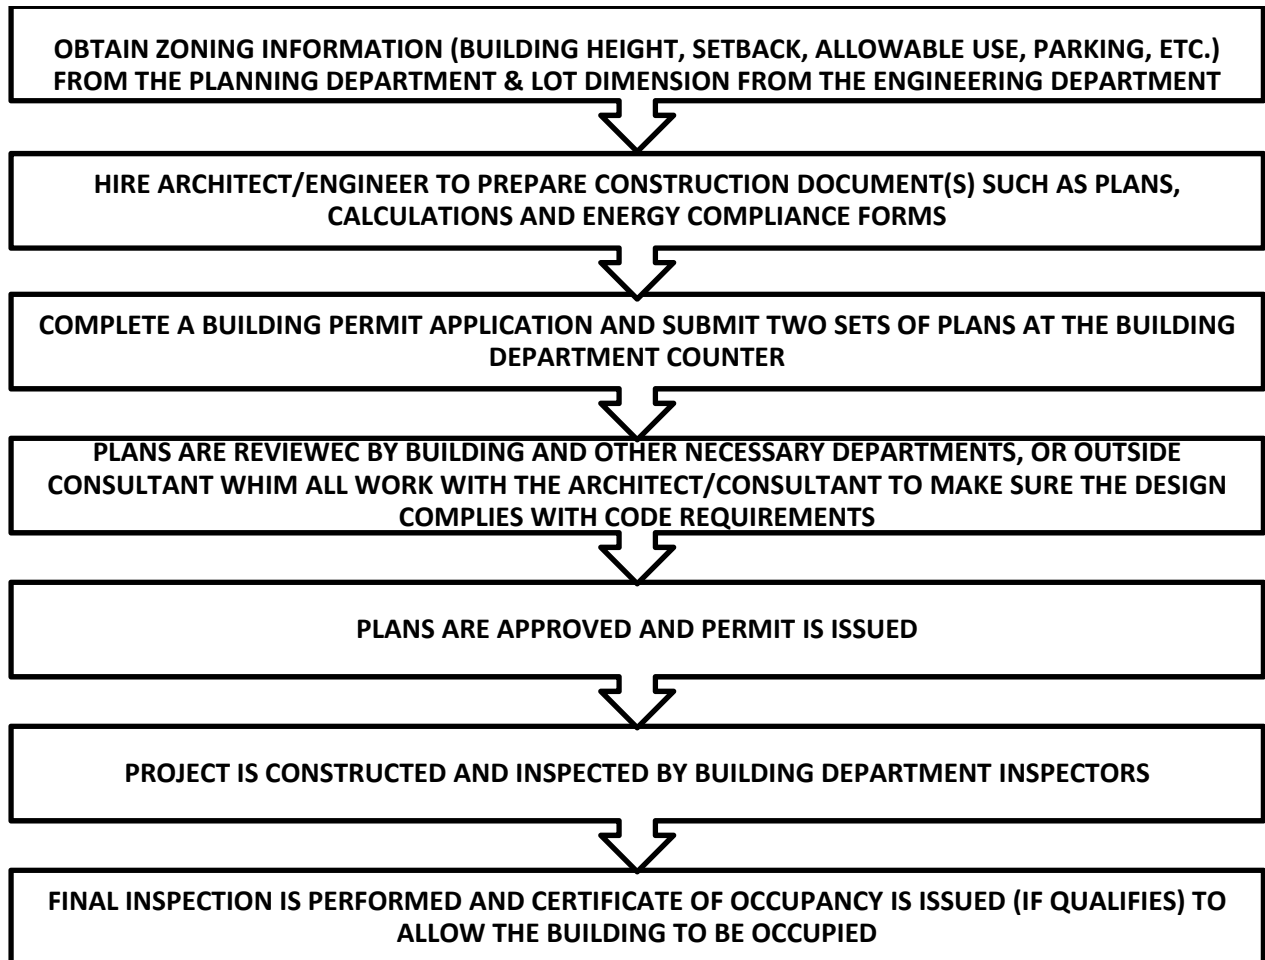 OBTAIN ZONING INFORMATION (BUILDING HEIGHT, SETBACK, ALLOWABLE USE, PARKING, ETC.)
FROM THE PLANNING DEPARTMENT & LOT DIMENSION FROM THE ENGINEERING DEPARTMENT
HIRE ARCHITECT/ENGINEER TO PREPARE CONSTRUCTION DOCUMENT(S) SUCH AS PLANS,
CALCULATIONS AND ENERGY COMPLIANCE FORMS
COMPLETE A BUILDING PERMIT APPLICATION AND SUBMIT TWO SETS OF PLANS AT THE BUILDING
DEPARTMENT COUNTER
PLANS ARE REVIEWEC BY BUILDING AND OTHER NECESSARY DEPARTMENTS, OR OUTSIDE
CONSULTANT WHIM ALL WORK WITH THE ARCHITECT/CONSULTANT TO MAKE SURE THE DESIGN
COMPLIES WITH CODE REQUIREMENTS
PLANS ARE APPROVED AND PERMIT IS ISSUED
PROJECT IS CONSTRUCTED AND INSPECTED BY BUILDING DEPARTMENT INSPECTORS
FINAL INSPECTION IS PERFORMED AND CERTIFICATE OF OCCUPANCY IS ISSUED (IF QUALIFIES) TO
ALLOW THE BUILDING TO BE OCCUPIED